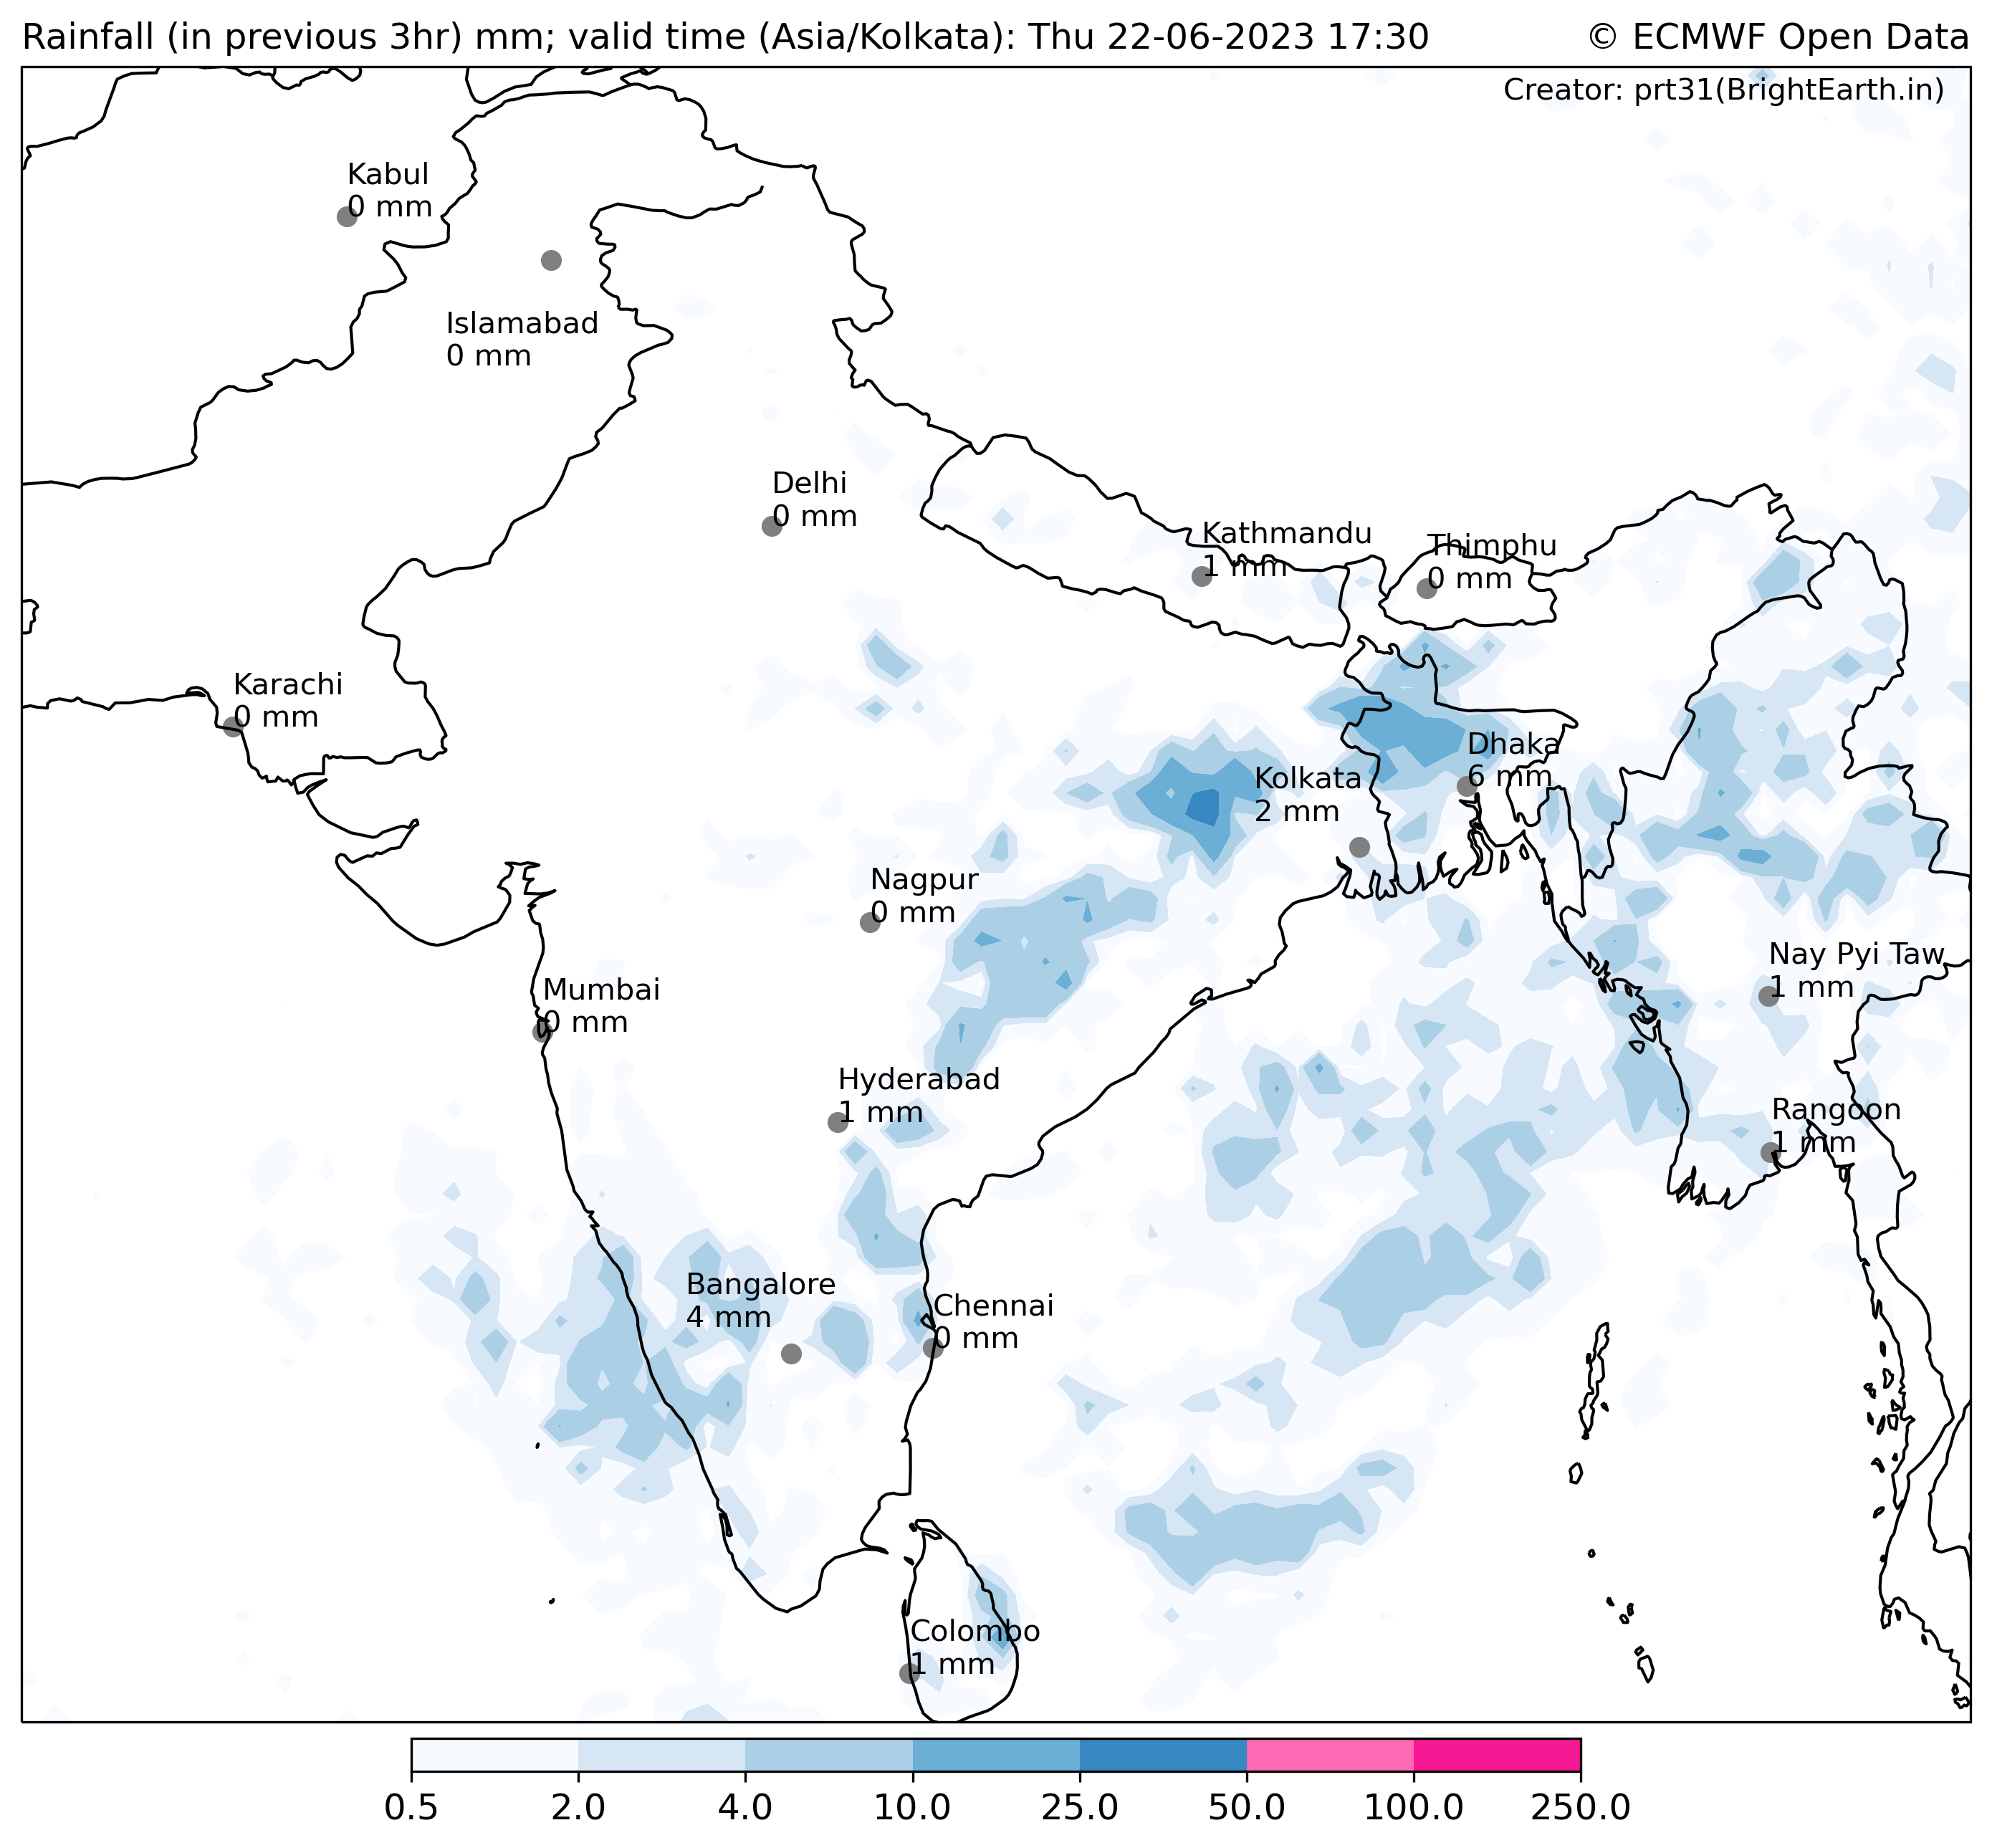 Rainfall (in previous 3hr) mm; valid time (Asia/Kolkata): Thu 22-06-2023 17:30
© ECMWF Open Data
Creator: prt31(BrightEarth.in)
Kabul
0 mm
Islamabad
0 mm
Delhi
0 mm
Kathmandu
1 mm
Thimphu
0 mm
Karachi
0 mm
Dhaka
6 mm
Kolkata
2 mm
Nagpur
0 mm
Nay Pyi Taw
1 mm
Mumbai
0 mm
Hyderabad
1 mm
Rangoon
1 mm
Bangalore
4 mm
Chennai
0 mm
Colombo
1 mm
0.5 2.0 4.0 10.0 25.0 50.0 100.0 250.0